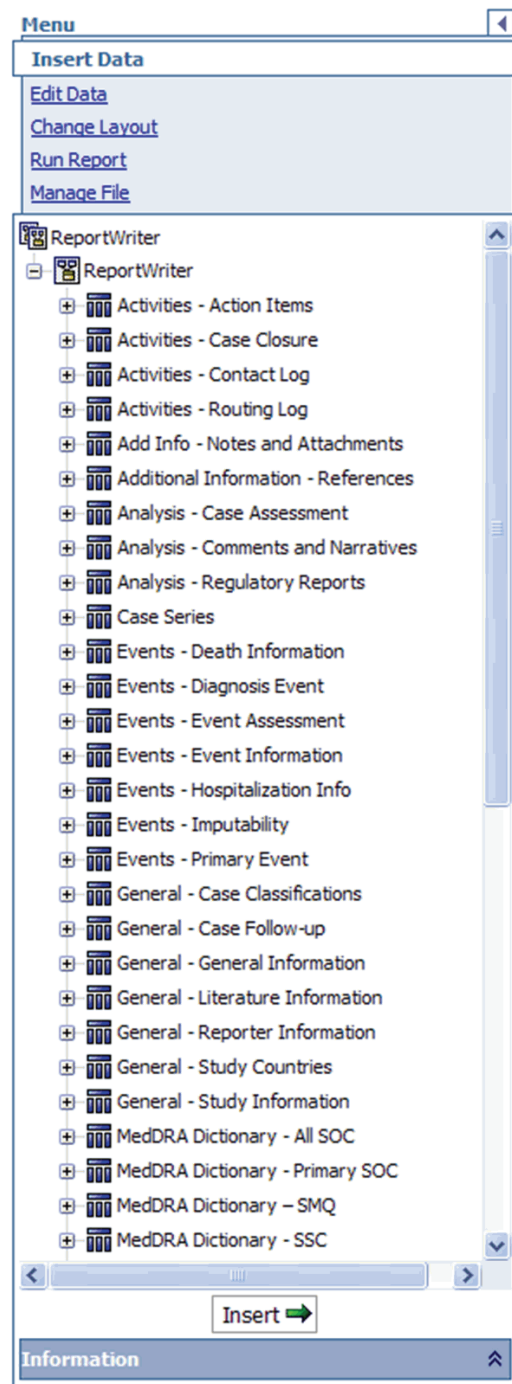 Menu
Insert Data
Edit Data
Change Layout
Run Report
Manage File
ReportWriter
ReportWriter
Activities - Action Items
Activities - Case Closure
Activities - Contact Log
Activities - Routing Log
Add Info - Notes and Attachments
Additional Information - References
Analysis - Case Assessment
Analysis - Comments and Narratives
Analysis - Regulatory Reports
Case Series
Events - Death Information
Events - Diagnosis Event
Events - Event Assessment
Events - Event Information
Events - Hospitalization Info
Events - Imputability
Events - Primary Event
General - Case Classifications
General - Case Follow-up
General - General Information
General - Literature Information
General - Reporter Information
General - Study Countries
General - Study Information
MedDRA Dictionary - All SOC
MedDRA Dictionary - Primary SOC
MedDRA Dictionary – SMQ
MedDRA Dictionary - SSC
Insert
Information